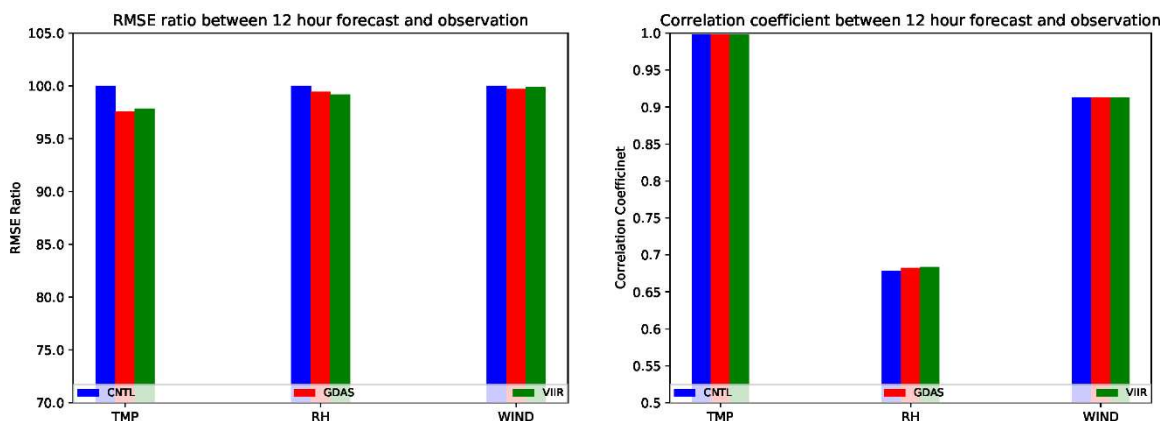 RMSE ratio between 12 hour forecast and observation
105.0
100.0
95.0
90.0
85.0
80.0
75.0
70.0
RMSE Ratio
CNTL GDAS VIIR
TMP RH WIND
Correlation coefficient between 12 hour forecast and observation
1.0
0.95
0.9
0.85
0.8
0.75
0.7
0.65
0.6
0.55
0.5
Correlation Coefficinet
CNTL GDAS VIIR
TMP RH WIND